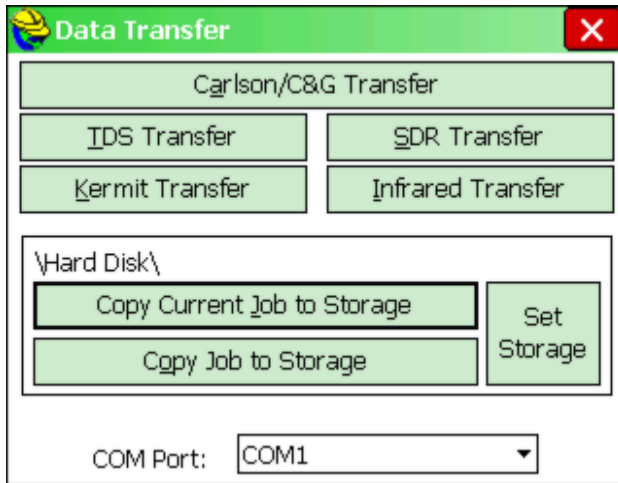 Data Transfer
Carlson/C&G Transfer
TDS Transfer
SDR Transfer
Kermit Transfer
Infrared Transfer
\Hard Disk\
Copy Current Job to Storage
Set
Storage
Copy Job to Storage
COM Port:
COM1